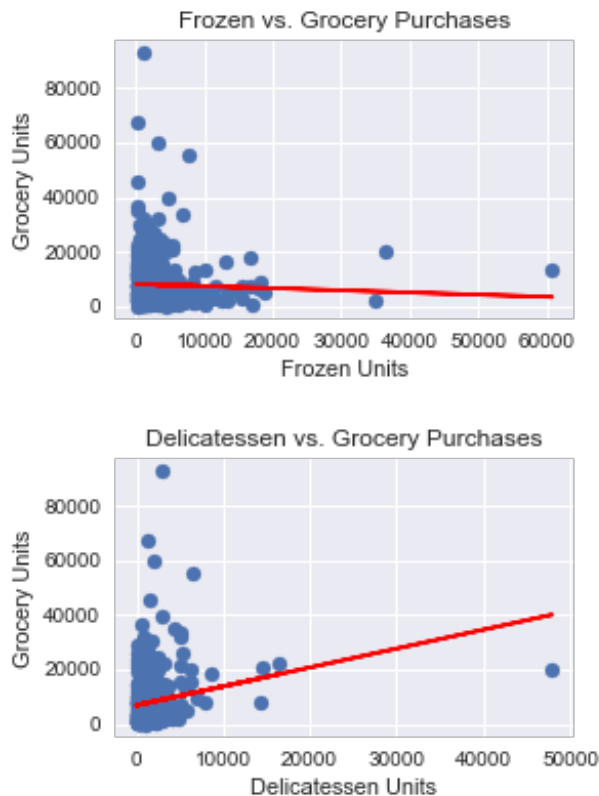 Frozen vs. Grocery Purchases
80000
60000
40000
20000
0
Grocery Units
0 10000 20000 30000 40000 50000 60000
Frozen Units
Delicatessen vs. Grocery Purchases
80000
60000
40000
20000
0
Grocery Units
0 10000 20000 30000 40000 50000
Delicatessen Units